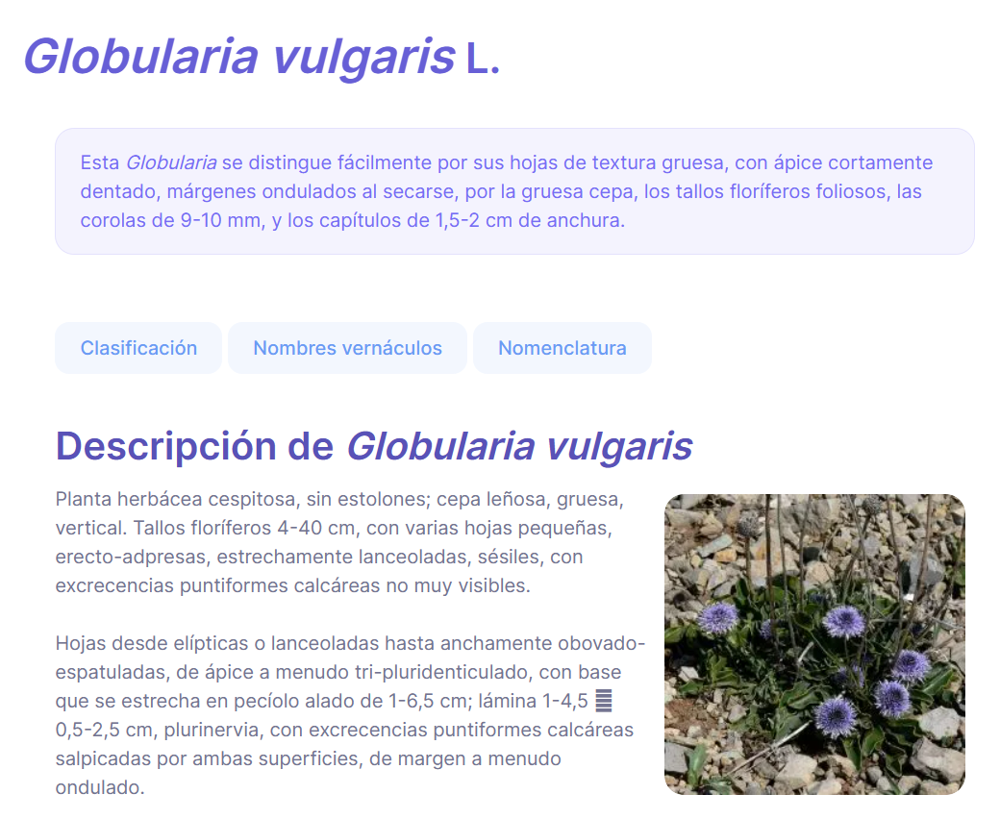 Globularia vulgaris L.
Esta Globularia se distingue fácilmente por sus hojas de textura gruesa, con ápice cortamente
dentado, márgenes ondulados al secarse, por la gruesa cepa, los tallos floríferos foliosos, las
corolas de 9-10 mm, y los capítulos de 1,5-2 cm de anchura.
Clasificación Nombres vernáculos Nomenclatura
Descripción de Globularia vulgaris
Planta herbácea cespitosa, sin estolones; cepa leñosa, gruesa,
vertical. Tallos floríferos 4-40 cm, con varias hojas pequeñas,
erecto-adpresas, estrechamente lanceoladas, sésiles, con
excrecencias puntiformes calcáreas no muy visibles.
Hojas desde elípticas o lanceoladas hasta anchamente obovado-
espatuladas, de ápice a menudo tri-pluridenticulado, con base
que se estrecha en pecíolo alado de 1-6,5 cm; lámina 1-4,5 𝌆
0,5-2,5 cm, plurinervia, con excrecencias puntiformes calcáreas
salpicadas por ambas superficies, de margen a menudo
ondulado.